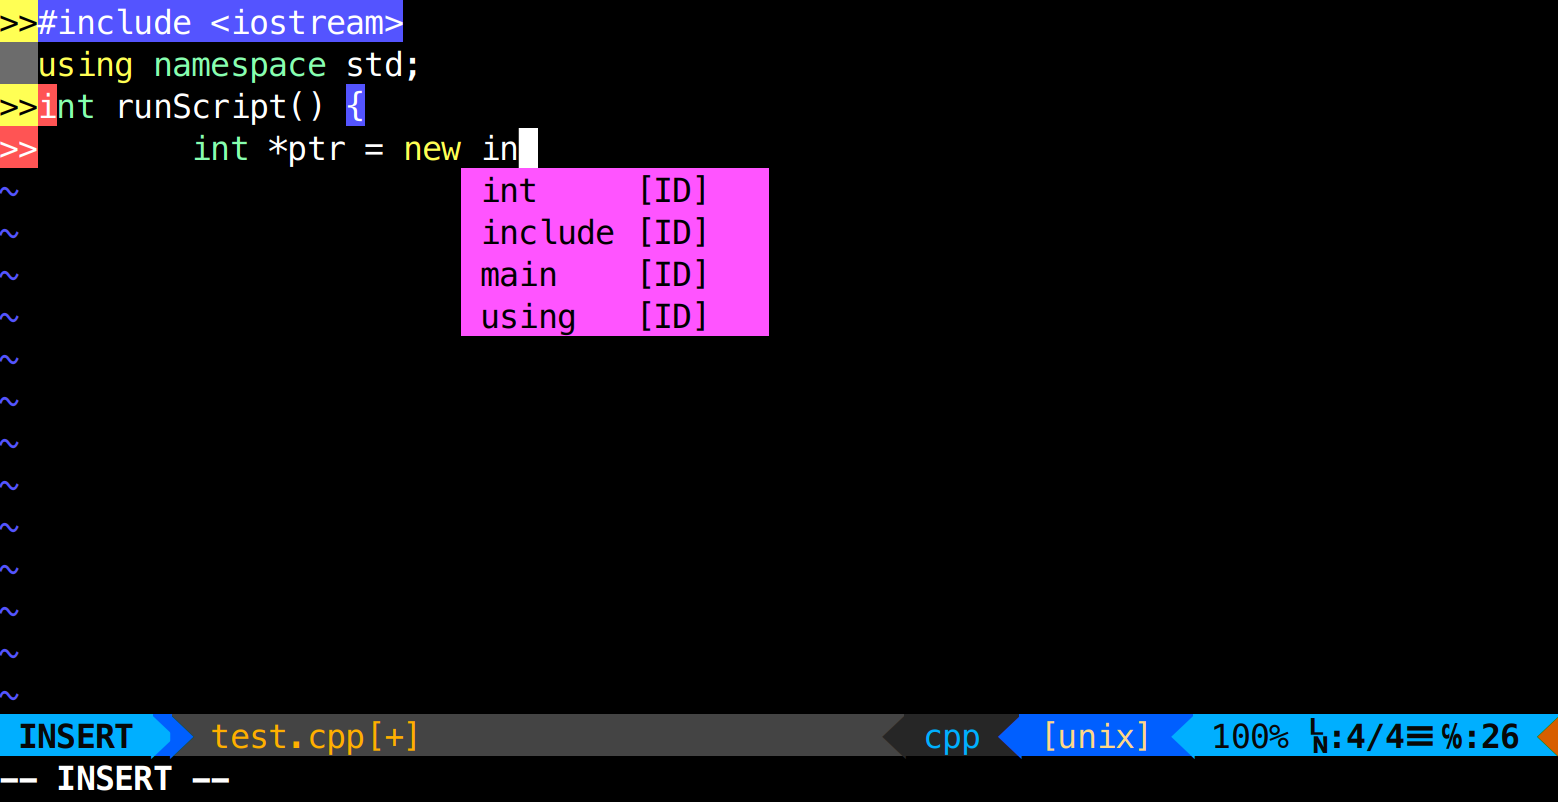 >>#include <iostream>
using namespace std;
>>int runScript() {
>>        int *ptr = new in
int     [ID]
include [ID]
main    [ID]
using   [ID]
~
~
~
~
~
~
~
~
~
~
~
~
~
INSERT test.cpp[+] cpp [unix] 100% LN:4/4≡ ℅:26
-- INSERT --